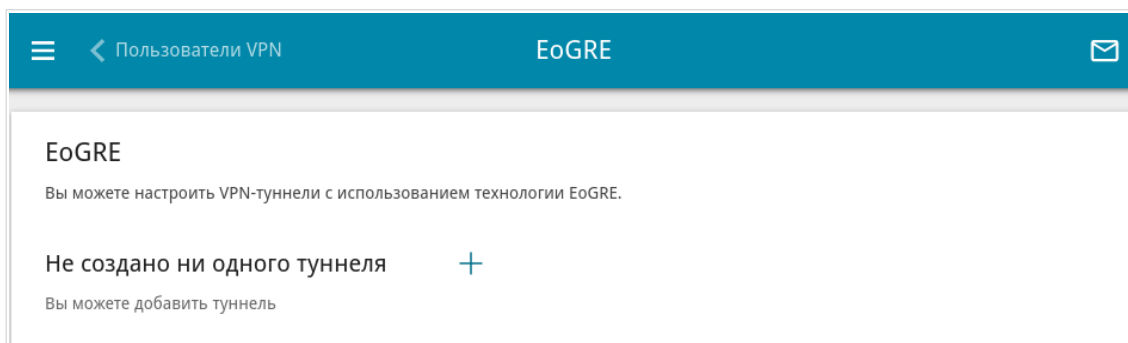 Пользователи VPN
EoGRE
EoGRE
Вы можете настроить VPN-туннели с использованием технологии EoGRE.
Не создано ни одного туннеля
Вы можете добавить туннель